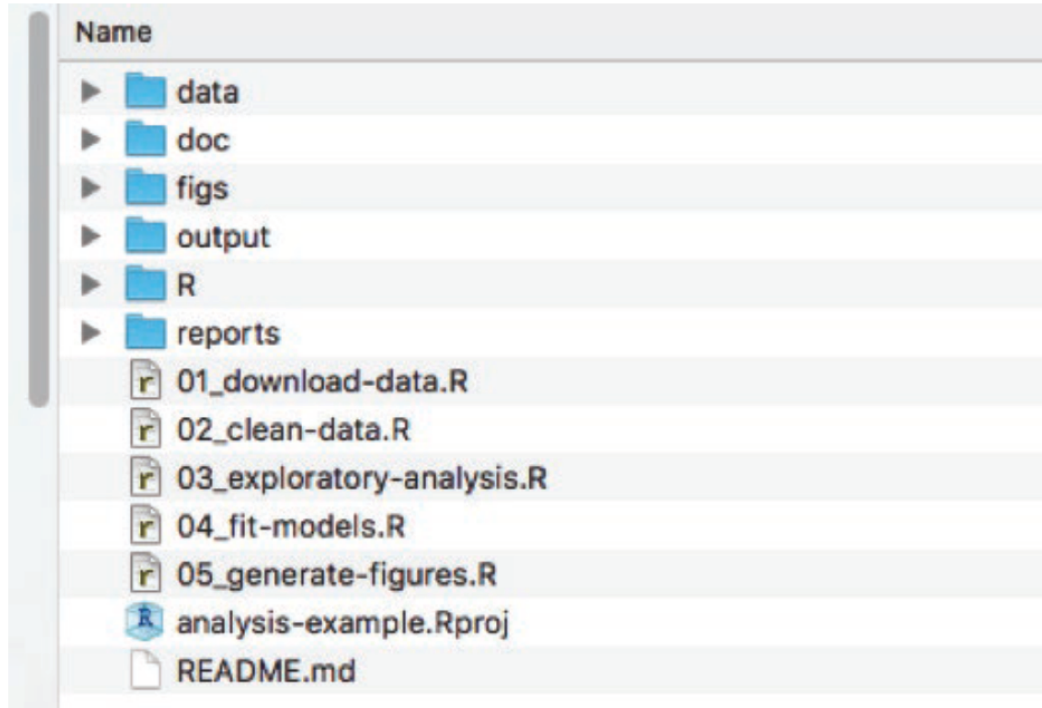 Name
data
doc
figs
output
R
reports
01_download-data.R
02_clean-data.R
03_exploratory-analysis.R
04_fit-models.R
05_generate-figures.R
analysis-example.Rproj
README.md